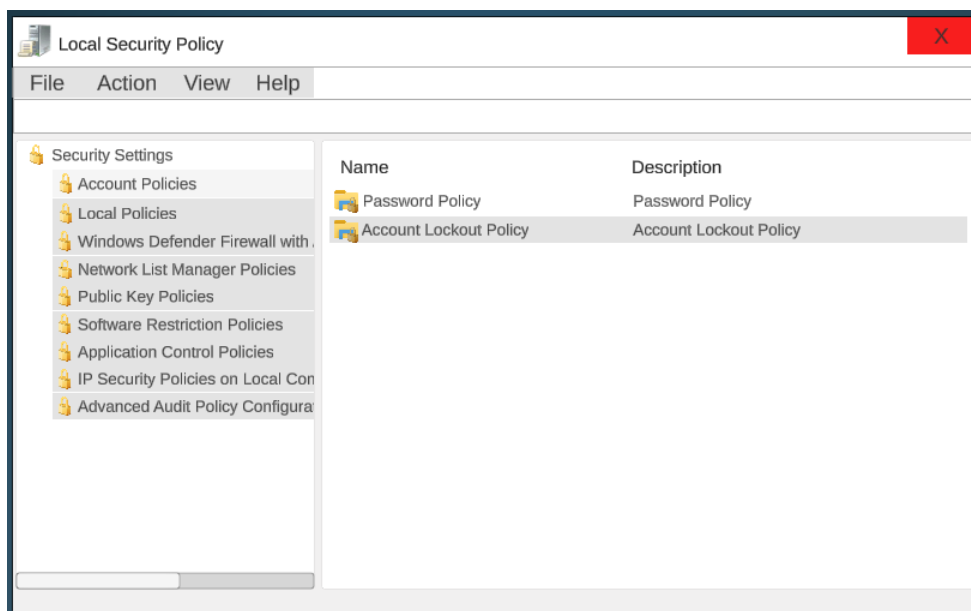 Local Security Policy
X
File Action View Help
Security Settings
Account Policies
Local Policies
Windows Defender Firewall with
Network List Manager Policies
Public Key Policies
Software Restriction Policies
Application Control Policies
IP Security Policies on Local Con
Advanced Audit Policy Configura
Name Description
Password Policy Password Policy
Account Lockout Policy Account Lockout Policy